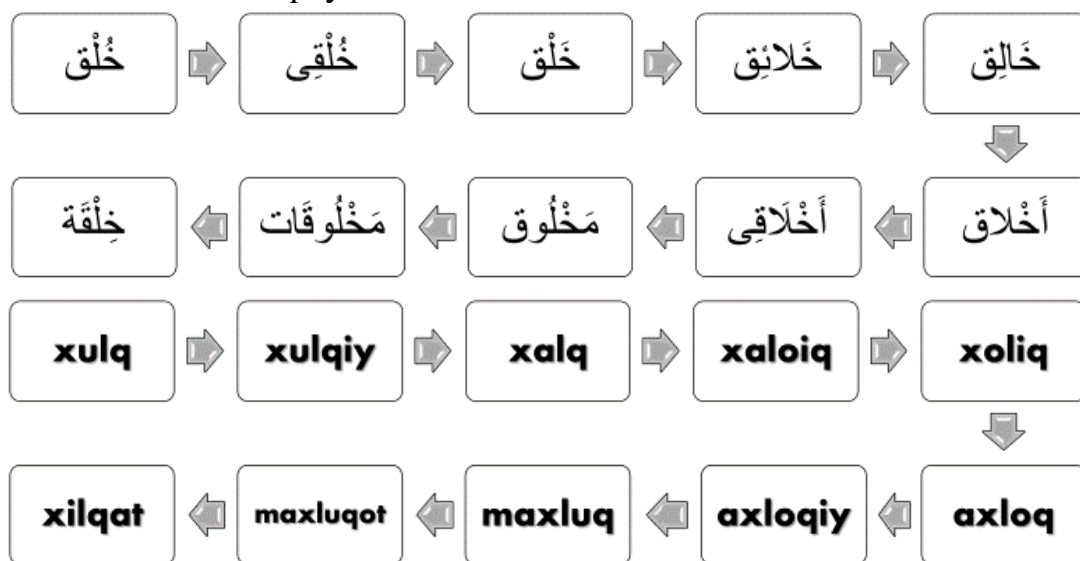 خُلْق خُلْقِى خَلْق خَلائِق خَالِق
خِلْقَة مَخْلُوقَات مَخْلُوق أَخْلَاقِى أَخْلاق
xulq xulqiy xalq xaloiq xoliq
xilqat maxluqot maxluq axloqiy axloq